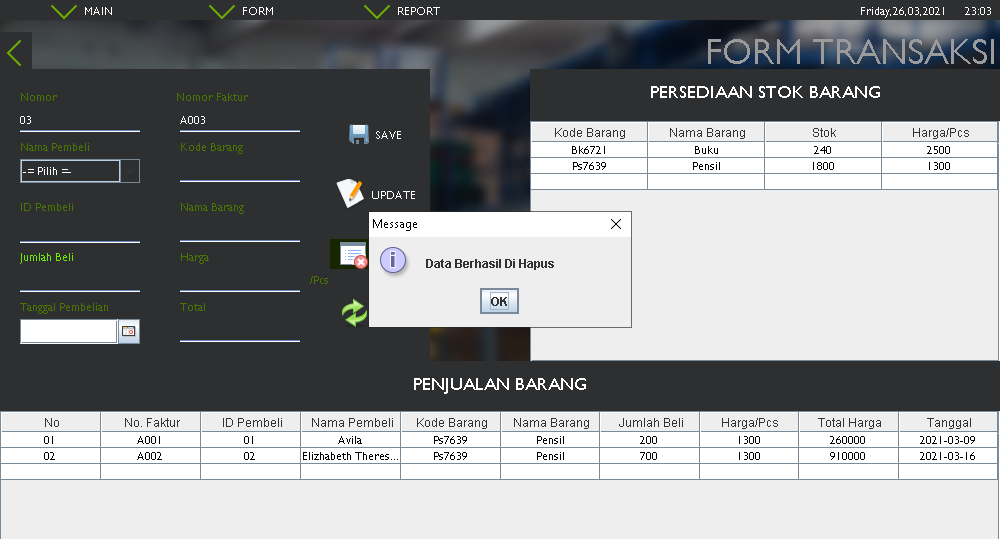 MAIN FORM REPORT Friday,26,03,2021 23:03
FORM TRANSAKSI
Nomor Nomor Faktur
03 A003
Nama Pembeli Kode Barang
-= Pilih =-
ID Pembeli Nama Barang
Jumlah Beli Harga
/Pcs
Tanggal Pembelian Total
SAVE
UPDATE
Message
Data Berhasil Di Hapus
OK
PERSEDIAAN STOK BARANG
Kode Barang Nama Barang Stok Harga/Pcs
Bk6721 Buku 240 2500
Ps7639 Pensil 1800 1300
PENJUALAN BARANG
No No. Faktur ID Pembeli Nama Pembeli Kode Barang Nama Barang Jumlah Beli Harga/Pcs Total Harga Tanggal
01 A001 01 Avila Ps7639 Pensil 200 1300 260000 2021-03-09
02 A002 02 Elizhabeth Theres... Ps7639 Pensil 700 1300 910000 2021-03-16